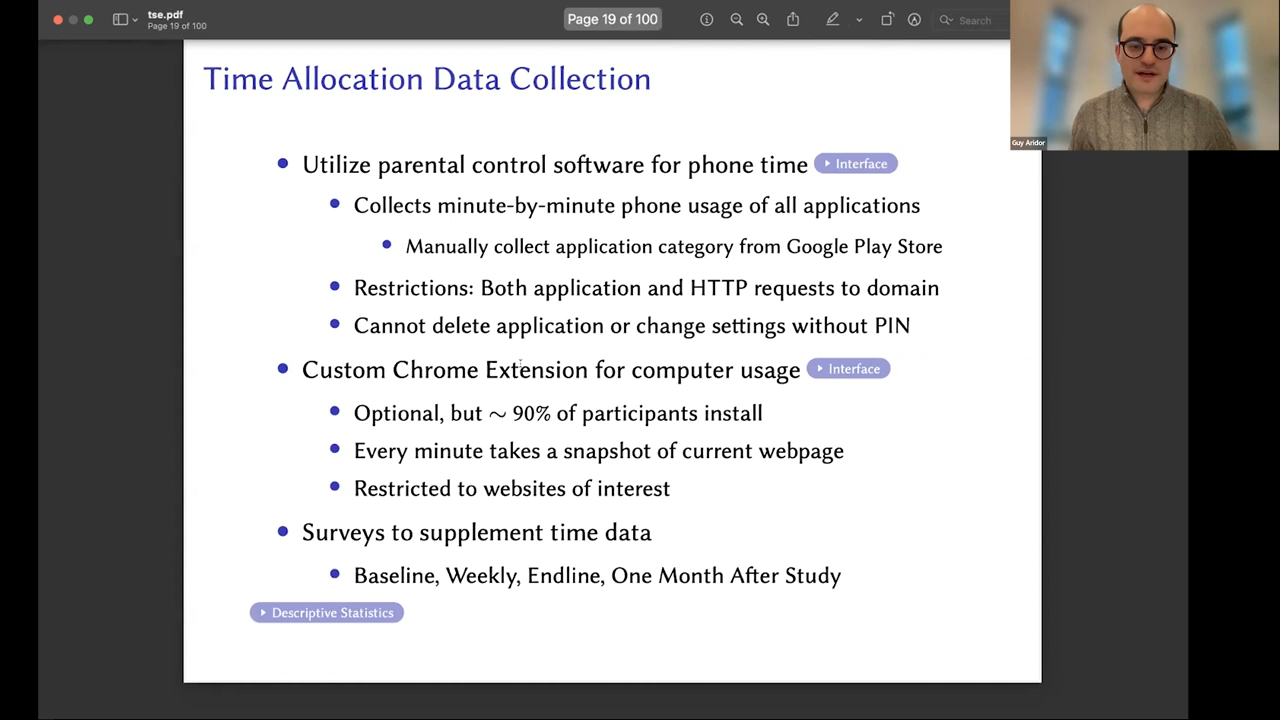 tse.pdf
Page 19 of 100
Page 19 of 100
Search
Guy Aridor
Time Allocation Data Collection
Utilize parental control software for phone time Interface
Collects minute-by-minute phone usage of all applications
Manually collect application category from Google Play Store
Restrictions: Both application and HTTP requests to domain
Cannot delete application or change settings without PIN
Custom Chrome Extension for computer usage Interface
Optional, but ∼ 90% of participants install
Every minute takes a snapshot of current webpage
Restricted to websites of interest
Surveys to supplement time data
Baseline, Weekly, Endline, One Month After Study
Descriptive Statistics